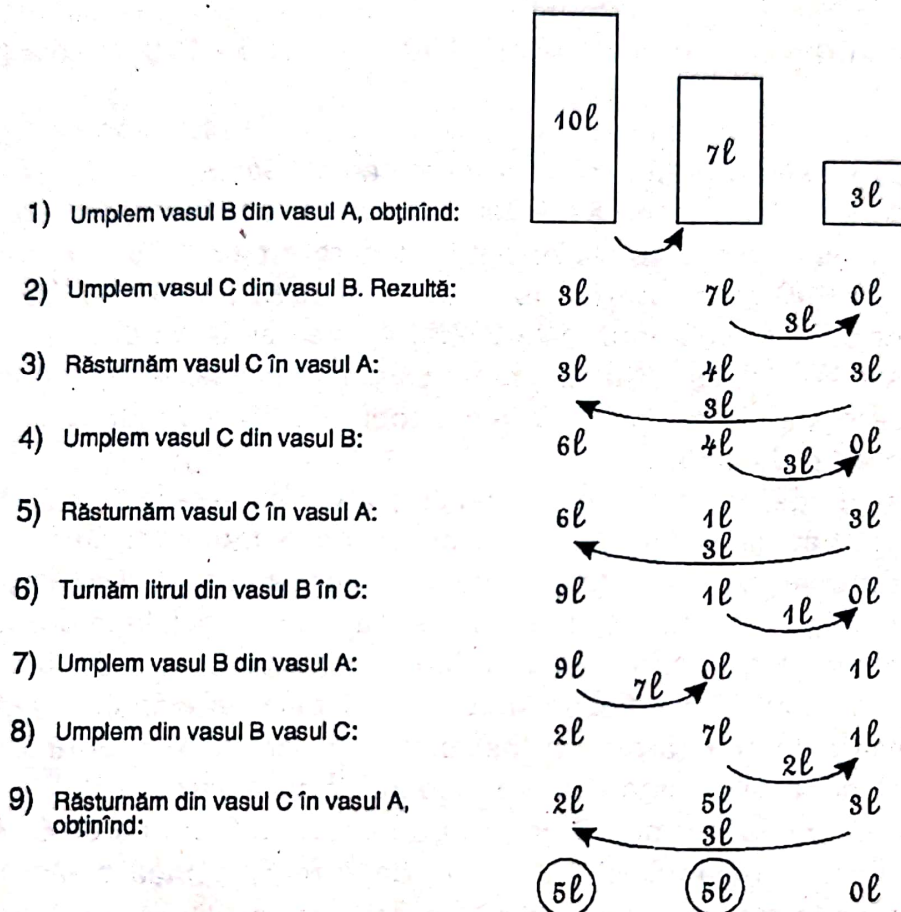 10ℓ
7ℓ
3ℓ
1) Umplem vasul B din vasul A, obţinînd:
2) Umplem vasul C din vasul B. Rezultă: 3ℓ 7ℓ 0ℓ
3ℓ
3) Răsturnăm vasul C în vasul A: 3ℓ 4ℓ 3ℓ
3ℓ
4) Umplem vasul C din vasul B: 6ℓ 4ℓ 0ℓ
3ℓ
5) Răsturnăm vasul C în vasul A: 6ℓ 1ℓ 3ℓ
3ℓ
6) Turnăm litrul din vasul B în C: 9ℓ 1ℓ 0ℓ
1ℓ
7) Umplem vasul B din vasul A: 9ℓ 0ℓ 1ℓ
7ℓ
8) Umplem din vasul B vasul C: 2ℓ 7ℓ 1ℓ
2ℓ
9) Răsturnăm din vasul C în vasul A, 2ℓ 5ℓ 3ℓ
obţinînd: 3ℓ
5ℓ 5ℓ 0ℓ